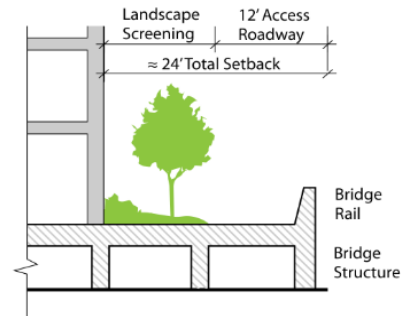 Landscape
Screening
12' Access
Roadway
≈ 24' Total Setback
Bridge
Rail
Bridge
Structure